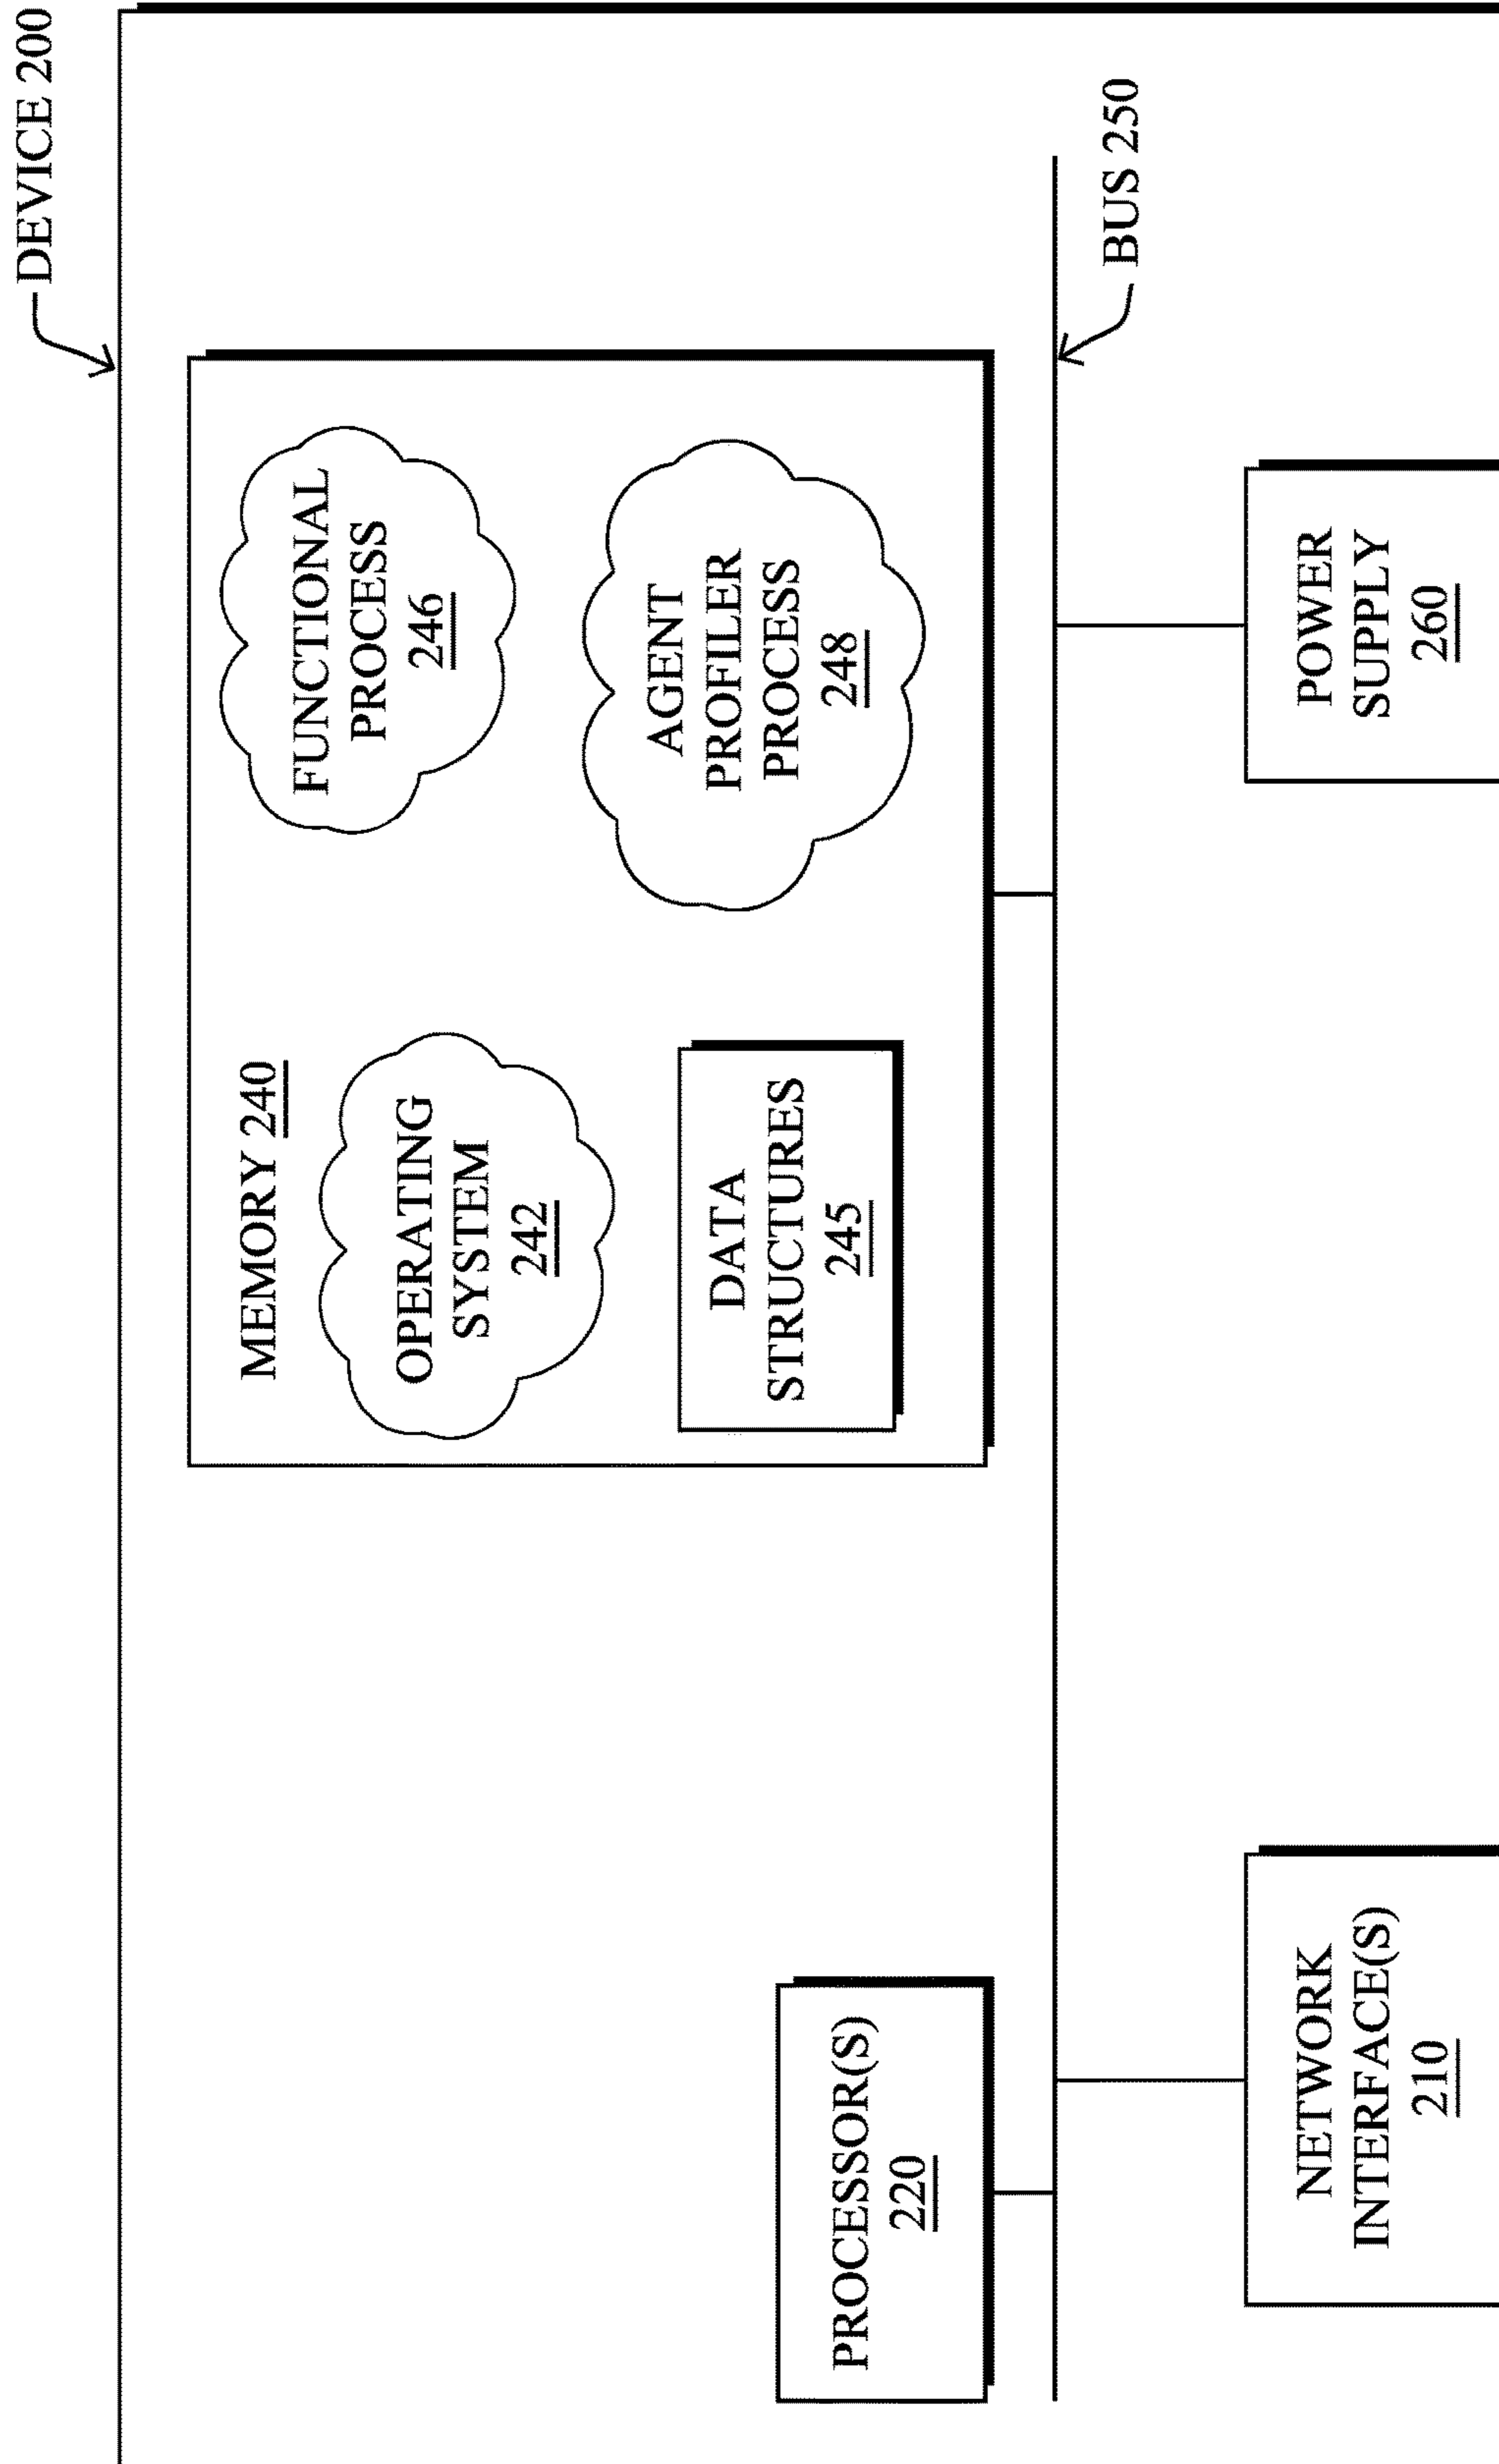 DEVICE 200
MEMORY 240
OPERATING
SYSTEM
242
DATA
STRUCTURES
245
FUNCTIONAL
PROCESS
246
AGENT
PROFILER
PROCESS
248
PROCESSOR(S)
220
BUS 250
NETWORK
INTERFACE(S)
210
POWER
SUPPLY
260